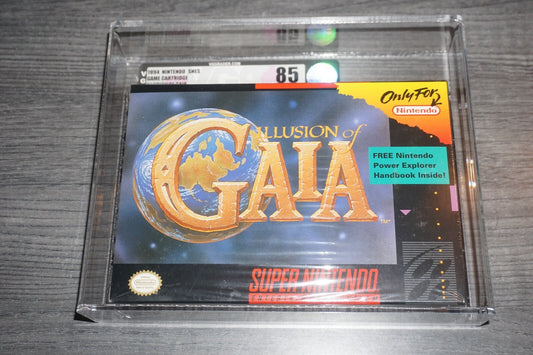 1994 NINTENDO SNES
GAME CARTRIDGE
85
Only For
Nintendo
ILLUSION of
GAIA
TM
FREE Nintendo
Power Explorer
Handbook Inside!
SUPER NINTENDO